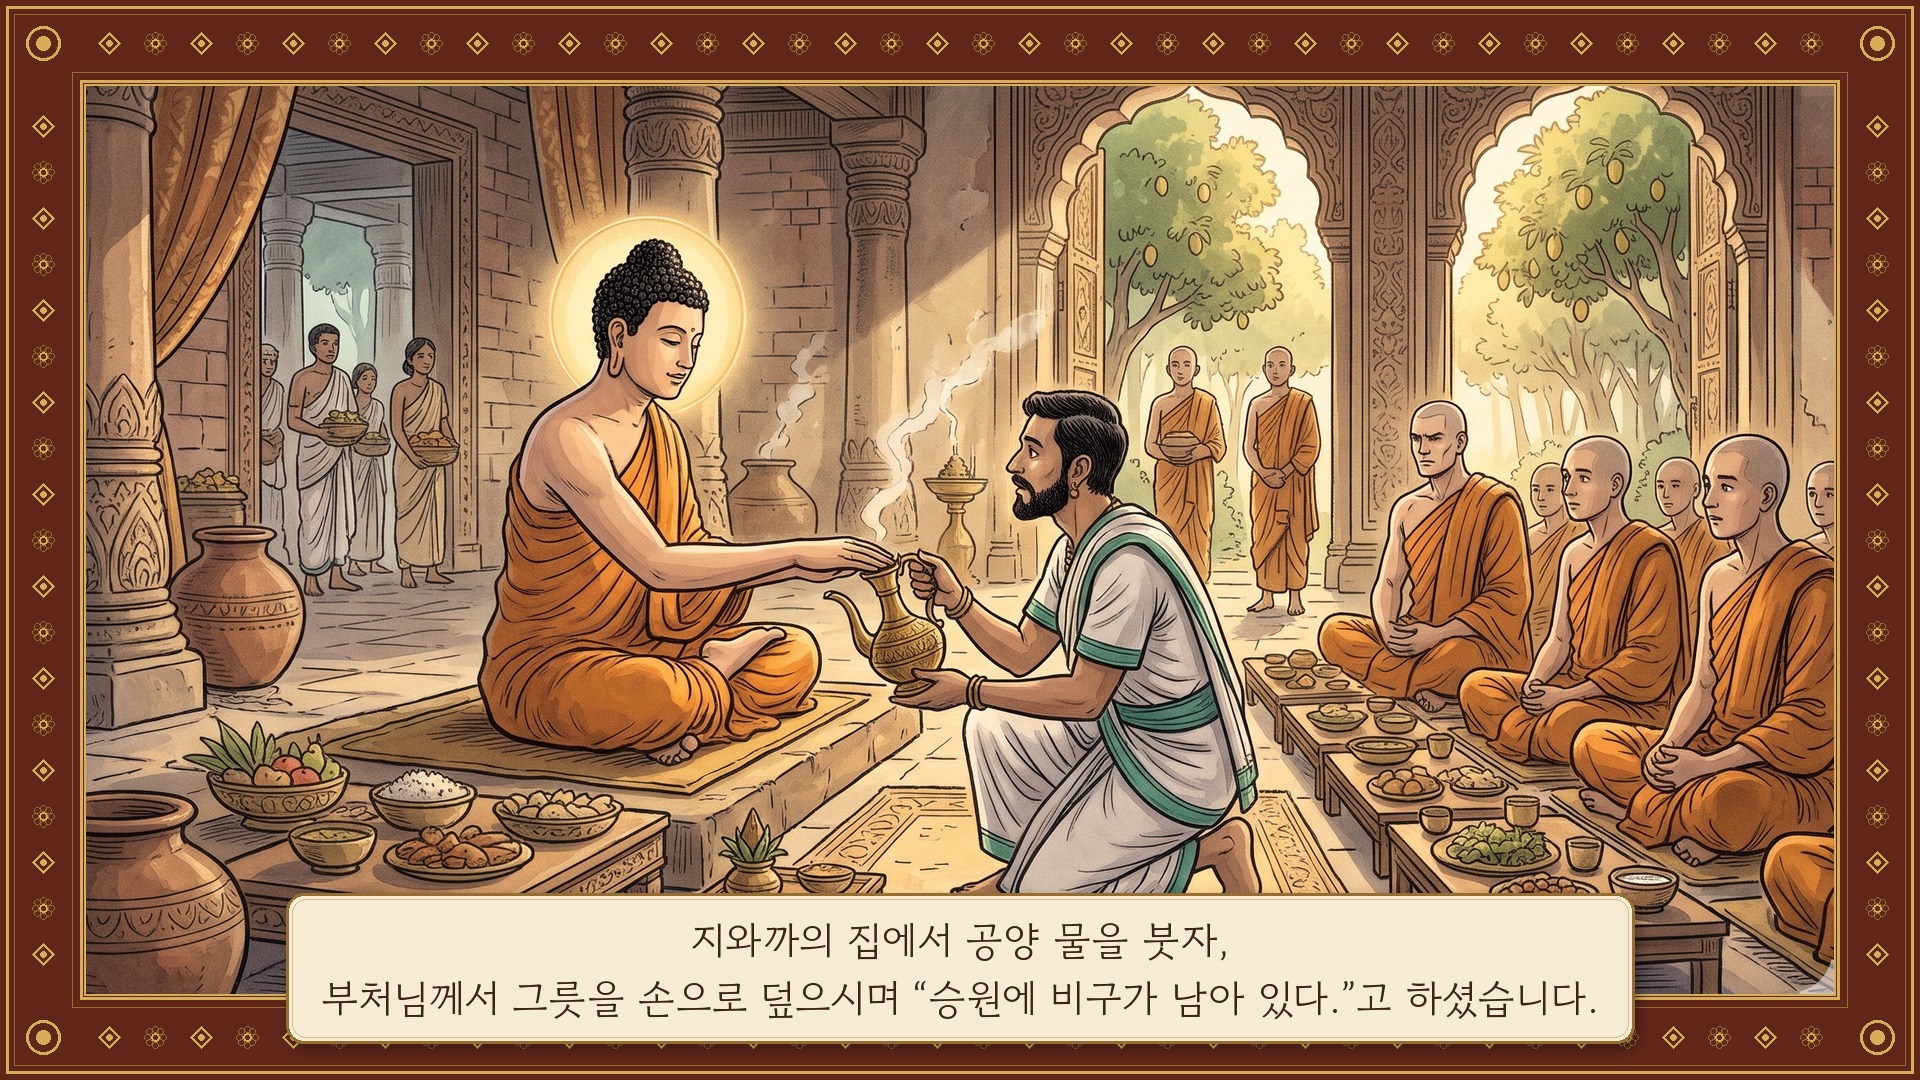 지와까의 집에서 공양 물을 붓자,
부처님께서 그릇을 손으로 덮으시며 “승원에 비구가 남아 있다.”고 하셨습니다.